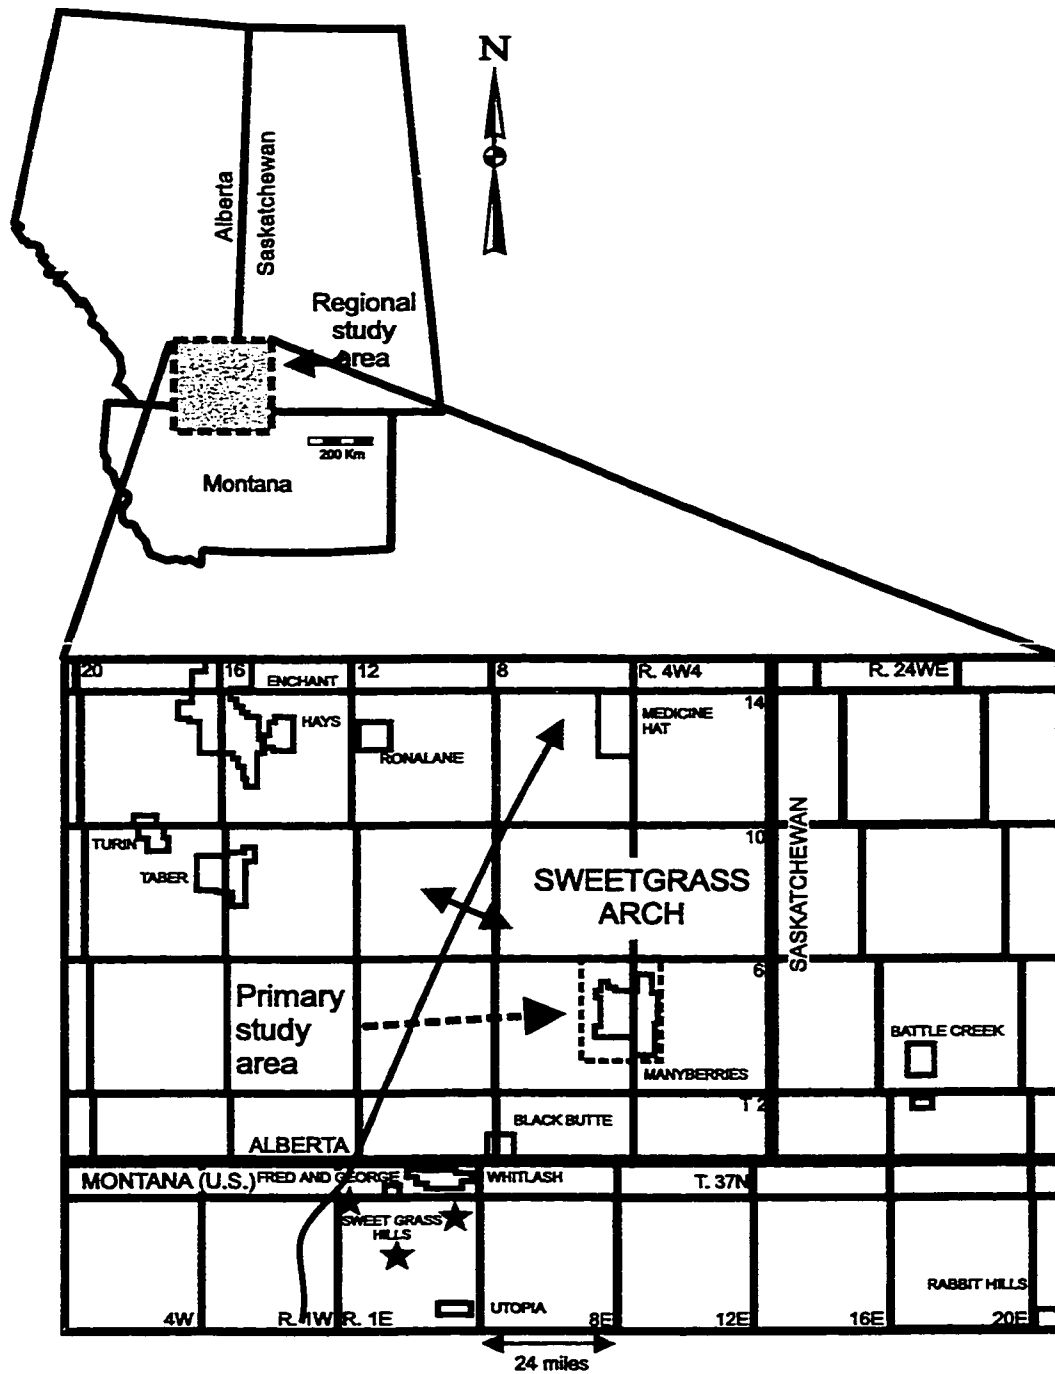 N
Alberta
Saskatchewan
Regional
study
area
200 Km
Montana
20
16
ENCHANT
12
8
R. 4W4
R. 24WE
14
HAYS
MEDICINE
HAT
RONALANE
TURIN
10
TABER
SWEETGRASS
ARCH
SASKATCHEWAN
6
Primary
study
area
BATTLE CREEK
MANYBERRIES
T 2
BLACK BUTTE
ALBERTA
MONTANA (U.S.)
FRED AND GEORGE
WHITLASH
T. 37N
SWEET GRASS
HILLS
RABBIT HILLS
UTOPIA
4W
R. 1W
R. 1E
8E
12E
16E
20E
24 miles